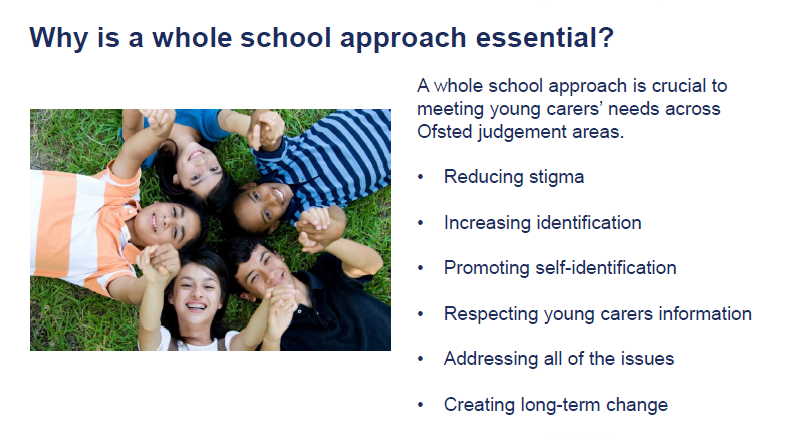 Why is a whole school approach essential?
A whole school approach is crucial to
meeting young carers’ needs across
Ofsted judgement areas.
• Reducing stigma
• Increasing identification
• Promoting self-identification
• Respecting young carers information
• Addressing all of the issues
• Creating long-term change